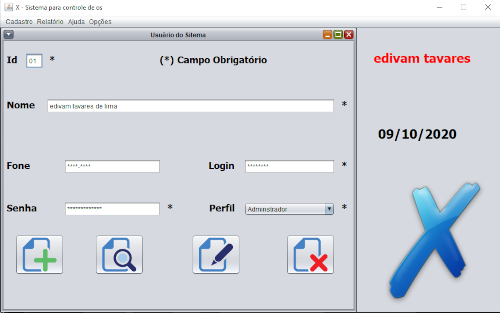 X - Sistema para controle de os
Cadastro Relatório Ajuda Opções
Usuário do Sitema
Id 01 * (*) Campo Obrigatório
edivam tavares
Nome edivam tavares de lima *
09/10/2020
Fone ****-**** Login ******** *
Senha ************* * Perfil Adminstrador *